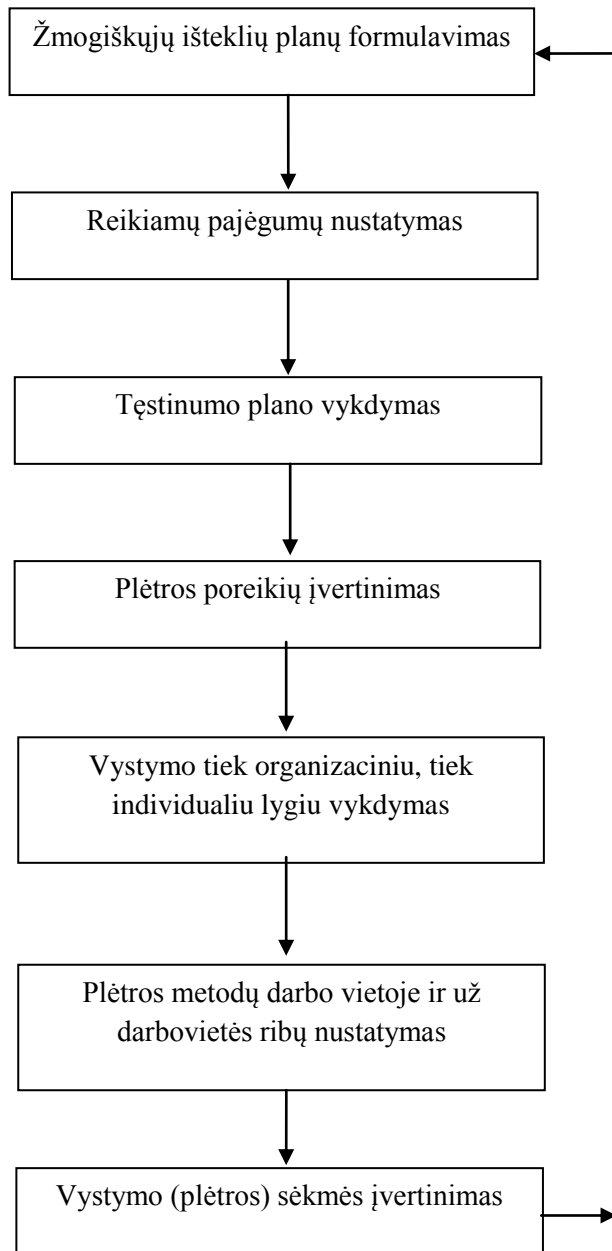 Žmogiškųjų išteklių planų formulavimas
Reikiamų pajėgumų nustatymas
Tęstinumo plano vykdymas
Plėtros poreikių įvertinimas
Vystymo tiek organizaciniu, tiek
individualiu lygiu vykdymas
Plėtros metodų darbo vietoje ir už
darbovietės ribų nustatymas
Vystymo (plėtros) sėkmės įvertinimas